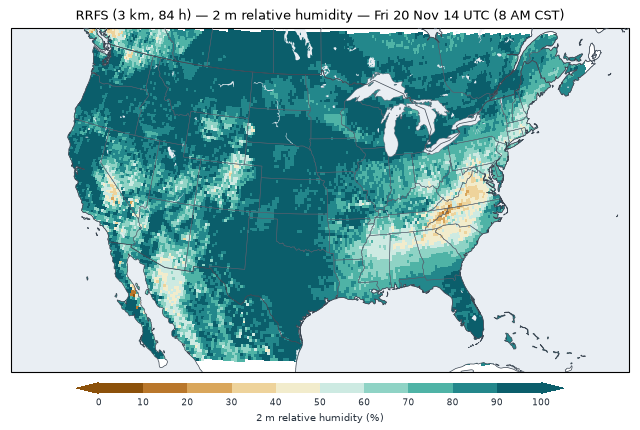 RRFS (3 km, 84 h) — 2 m relative humidity — Fri 20 Nov 14 UTC (8 AM CST)
0 10 20 30 40 50 60 70 80 90 100
2 m relative humidity (%)